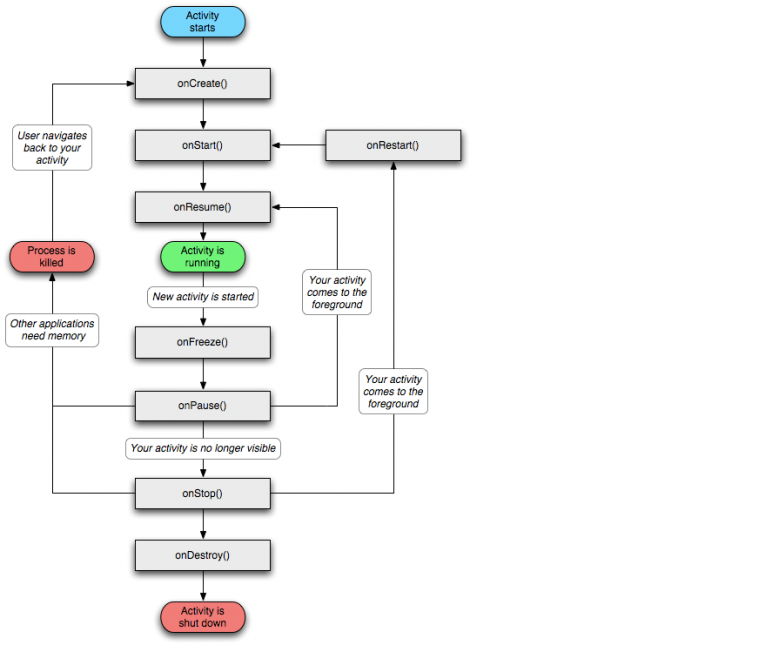 Activity
starts
onCreate()
User navigates
back to your
activity
onStart()
onRestart()
onResume()
Process is
killed
Activity is
running
Your activity
comes to the
foreground
New activity is started
Other applications
need memory
onFreeze()
Your activity
comes to the
foreground
onPause()
Your activity is no longer visible
onStop()
onDestroy()
Activity is
shut down